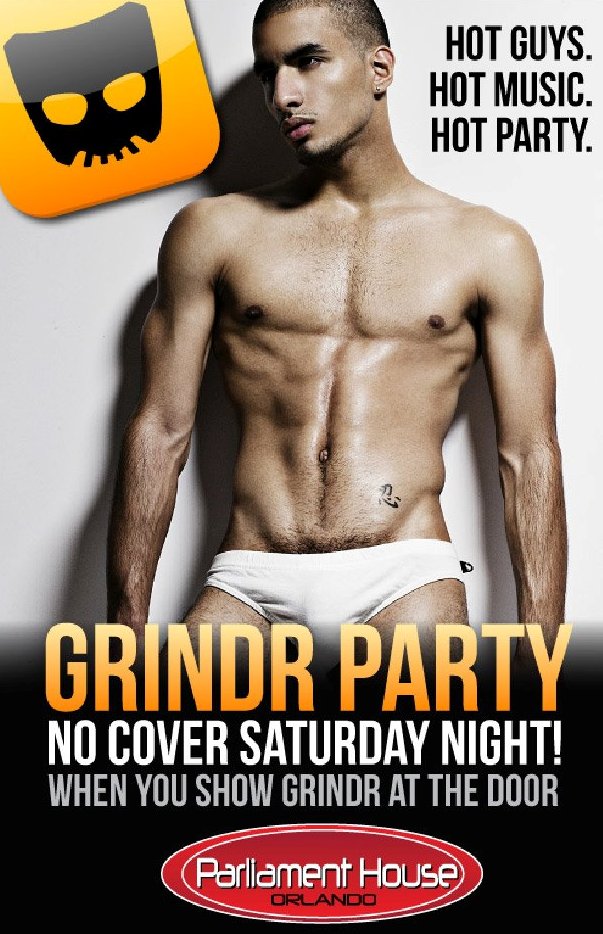 HOT GUYS.
HOT MUSIC.
HOT PARTY.
GRINDR PARTY
NO COVER SATURDAY NIGHT!
WHEN YOU SHOW GRINDR AT THE DOOR
Parliament House
ORLANDO